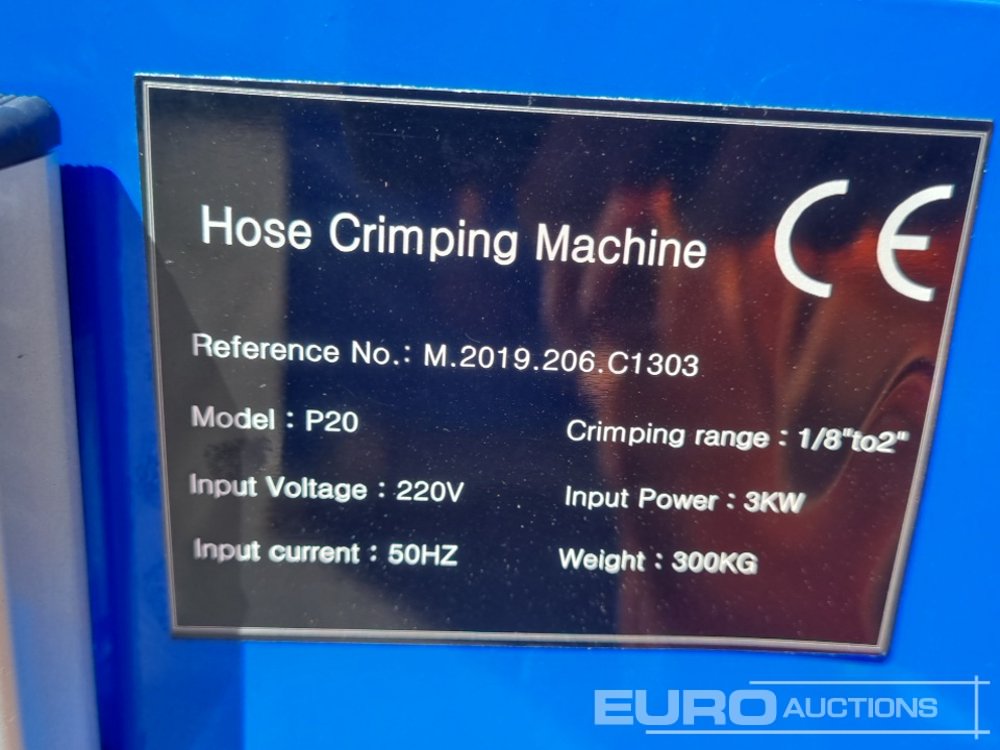 CE
Hose Crimping Machine
Reference No.: M.2019.206.C1303
Model : P20
Crimping range : 1/8"to2"
Input Voltage : 220V
Input Power : 3KW
Input current : 50HZ
Weight : 300KG
EURO AUCTIONS